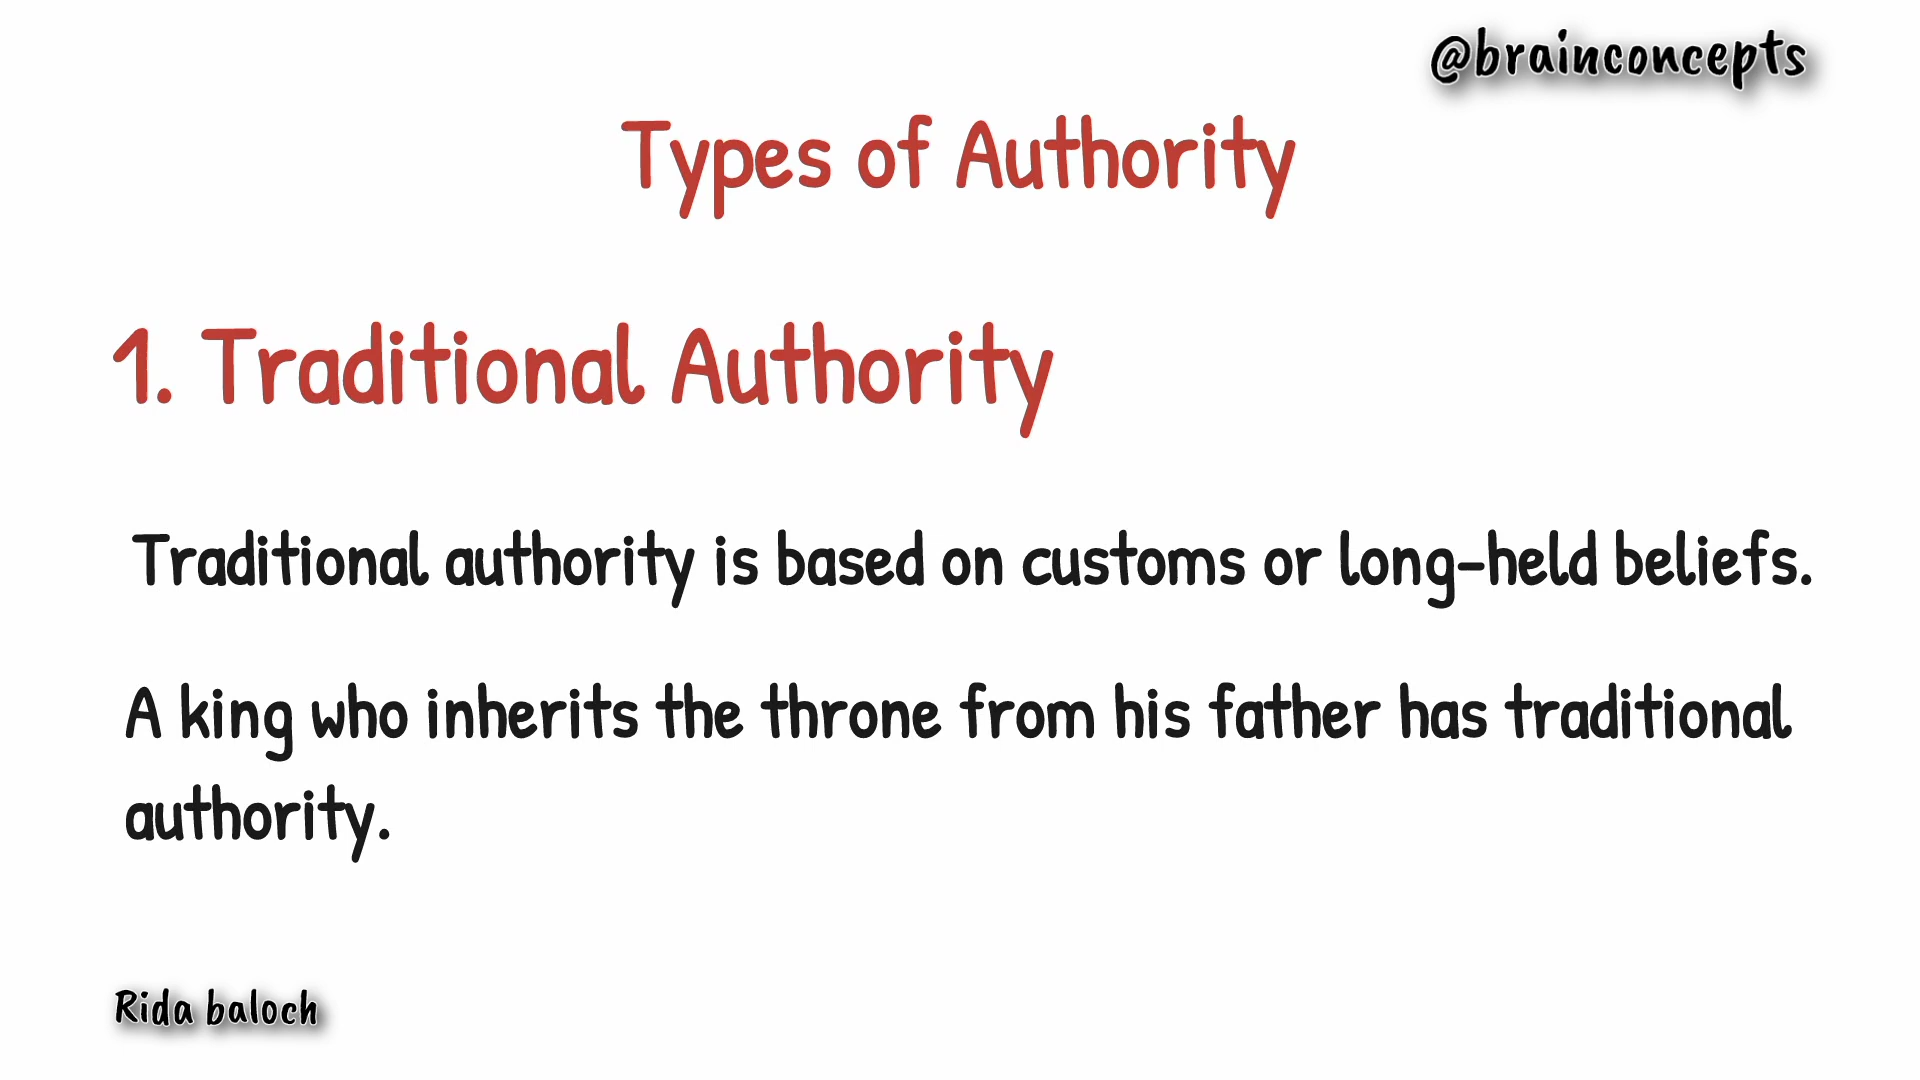 @brainconcepts
Types of Authority
1. Traditional Authority
Traditional authority is based on customs or long-held beliefs.
A king who inherits the throne from his father has traditional
authority.
Rida baloch